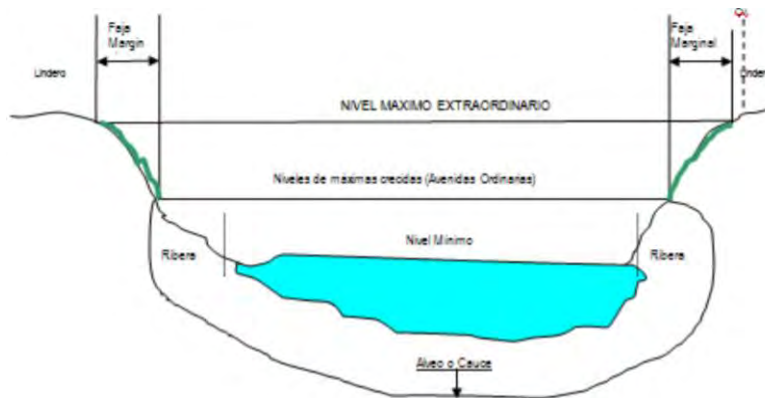 Faja
Margin
Faja
Marginal
Lindero
NIVEL MAXIMO EXTRAORDINARIO
Niveles de máximas crecidas (Avenidas Ordinarias)
Nivel Mínimo
Ribera
Ribera
Alveo o Cauce